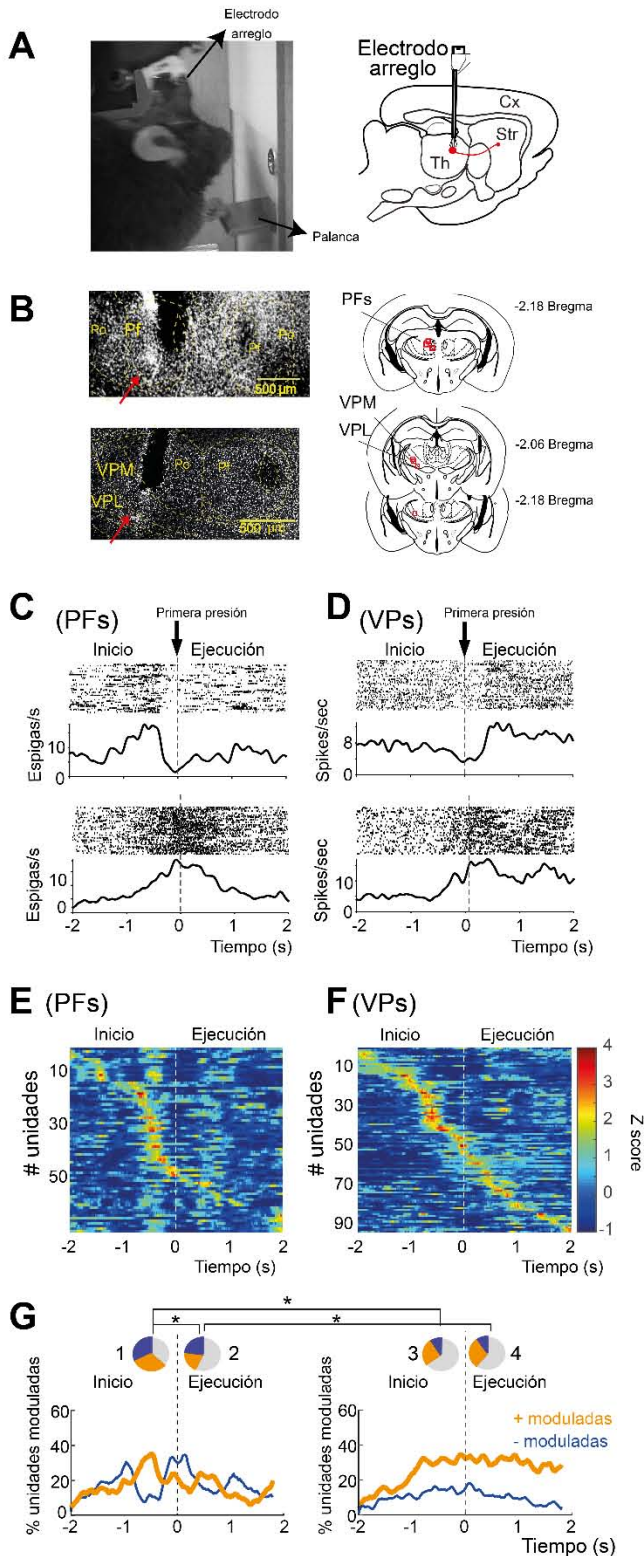 A
Electrodo
arreglo
Palanca
Electrodo
arreglo
Cx
Str
Th
B
Po Pf Pf Po
500 µm
VPM Po Pf
VPL
500 µm
PFs
-2.18 Bregma
VPM
VPL
-2.06 Bregma
-2.18 Bregma
C (PFs)
Primera presión
Inicio Ejecución
Espigas/s
10
0
Espigas/s
10
0
-2 -1 0 1 2
Tiempo (s)
D (VPs)
Primera presión
Inicio Ejecución
Spikes/sec
8
0
Spikes/sec
10
0
-2 -1 0 1 2
Tiempo (s)
E (PFs)
Inicio Ejecución
# unidades
10
30
50
-2 -1 0 1 2
Tiempo (s)
F (VPs)
Inicio Ejecución
# unidades
10
30
50
70
90
-2 -1 0 1 2
Tiempo (s)
4
3
2
1
0
-1
Z score
G
*
* *
1 2 3 4
Inicio Ejecución
Inicio Ejecución
% unidades moduladas
60
40
20
0
-2 -1 0 1 2
% unidades moduladas
60
40
20
0
+ moduladas
- moduladas
-2 -1 0 1 2
Tiempo (s)